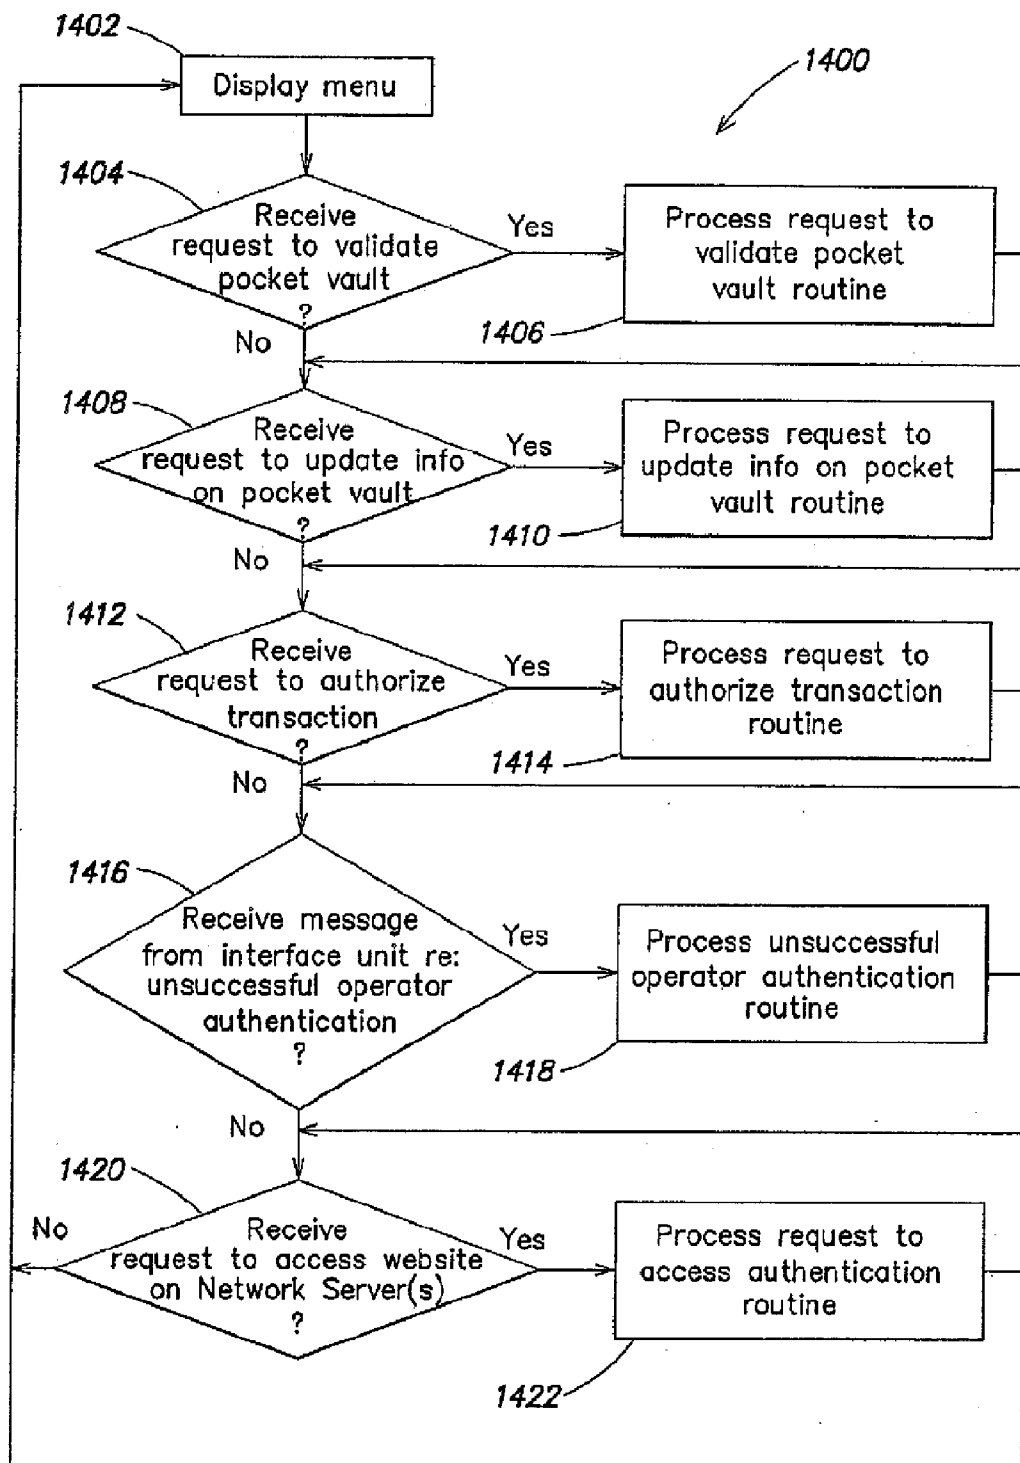 1402
Display menu
1400
1404
Receive
request to validate
pocket vault
?
Yes
No
Process request to
validate pocket
vault routine
1406
1408
Receive
request to update info
on pocket vault
?
Yes
No
Process request to
update info on pocket
vault routine
1410
1412
Receive
request to authorize
transaction
?
Yes
No
Process request to
authorize transaction
routine
1414
1416
Receive message
from interface unit re:
unsuccessful operator
authentication
?
Yes
No
Process unsuccessful
operator authentication
routine
1418
1420
No
Receive
request to access website
on Network Server(s)
?
Yes
Process request to
access authentication
routine
1422